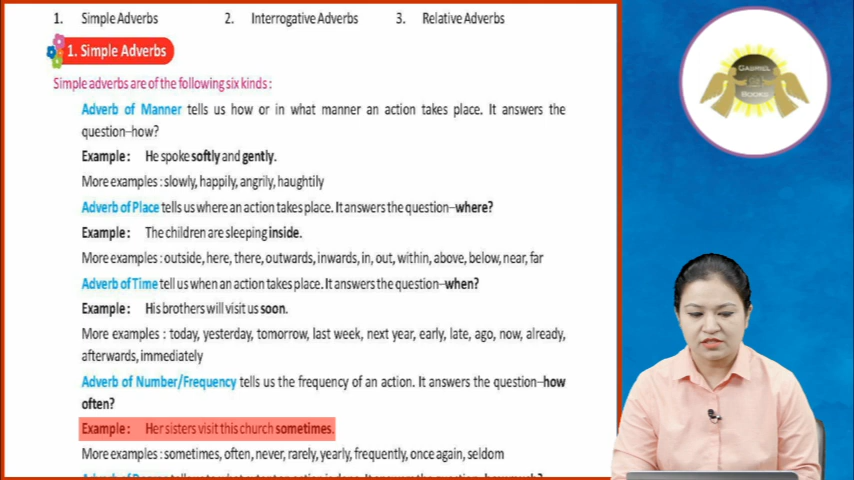 1. Simple Adverbs 2. Interrogative Adverbs 3. Relative Adverbs
1. Simple Adverbs
Simple adverbs are of the following six kinds :
Adverb of Manner tells us how or in what manner an action takes place. It answers the
question–how?
Example : He spoke softly and gently.
More examples : slowly, happily, angrily, haughtily
Adverb of Place tells us where an action takes place. It answers the question–where?
Example : The children are sleeping inside.
More examples : outside, here, there, outwards, inwards, in, out, within, above, below, near, far
Adverb of Time tell us when an action takes place. It answers the question–when?
Example : His brothers will visit us soon.
More examples : today, yesterday, tomorrow, last week, next year, early, late, ago, now, already,
afterwards, immediately
Adverb of Number/Frequency tells us the frequency of an action. It answers the question–how
often?
Example : Her sisters visit this church sometimes.
More examples : sometimes, often, never, rarely, yearly, frequently, once again, seldom
GABRIEL
BOOKS